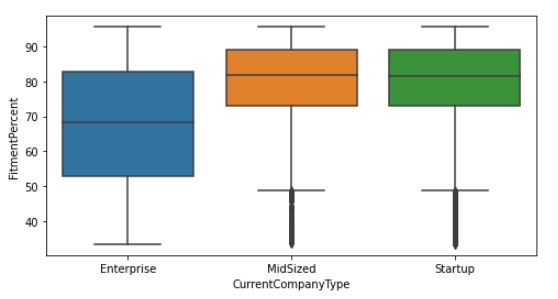 FitmentPercent
90
80
70
60
50
40
Enterprise
MidSized
Startup
CurrentCompanyType